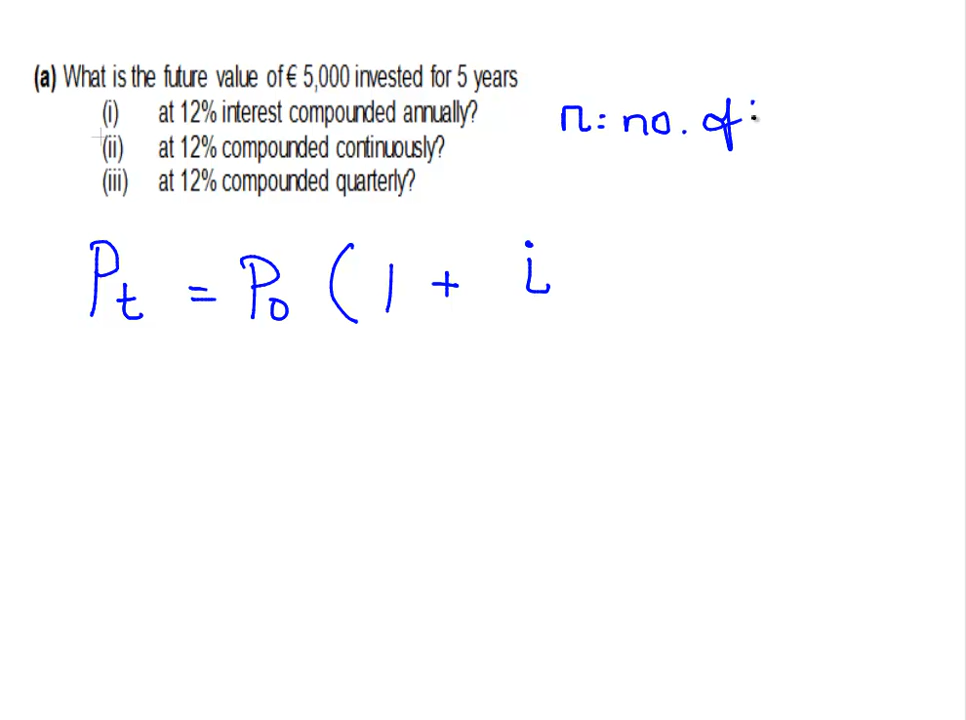 (a) What is the future value of € 5,000 invested for 5 years
(i) at 12% interest compounded annually?
n = no. of
(ii) at 12% compounded continuously?
(iii) at 12% compounded quarterly?
Pt = P0 ( 1 + i